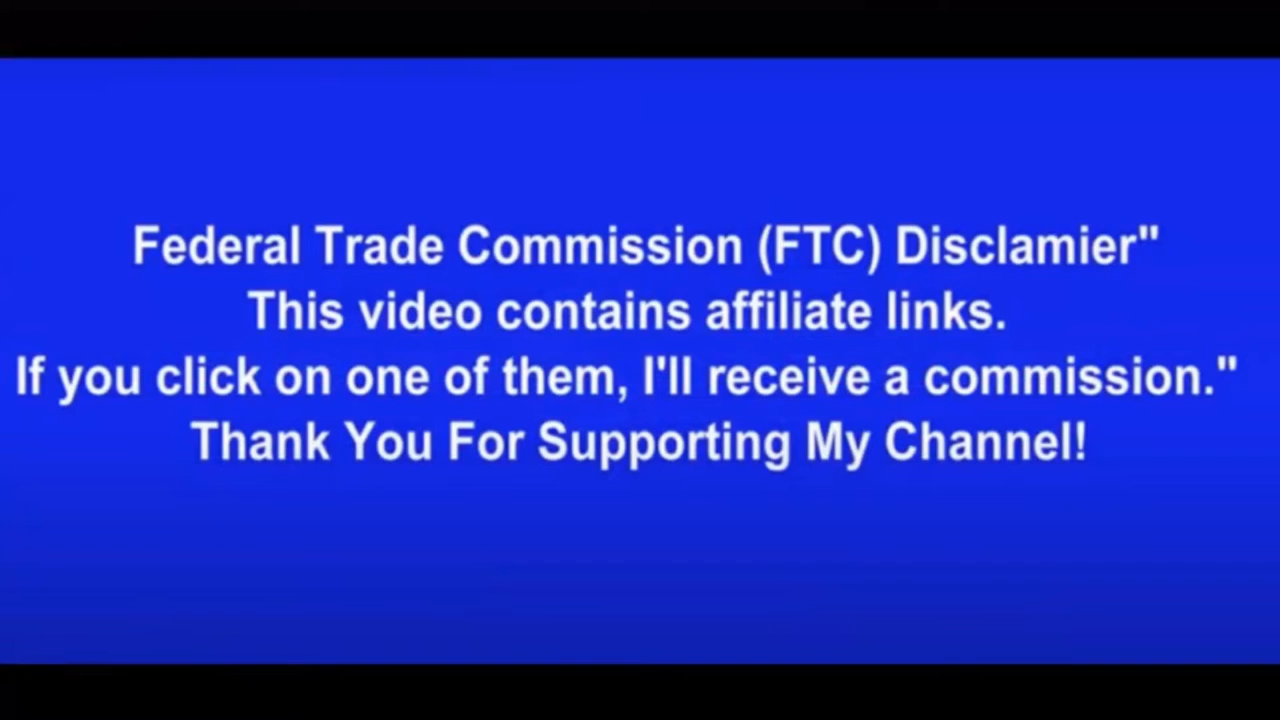 Federal Trade Commission (FTC) Disclamier"
This video contains affiliate links.
If you click on one of them, I'll receive a commission."
Thank You For Supporting My Channel!